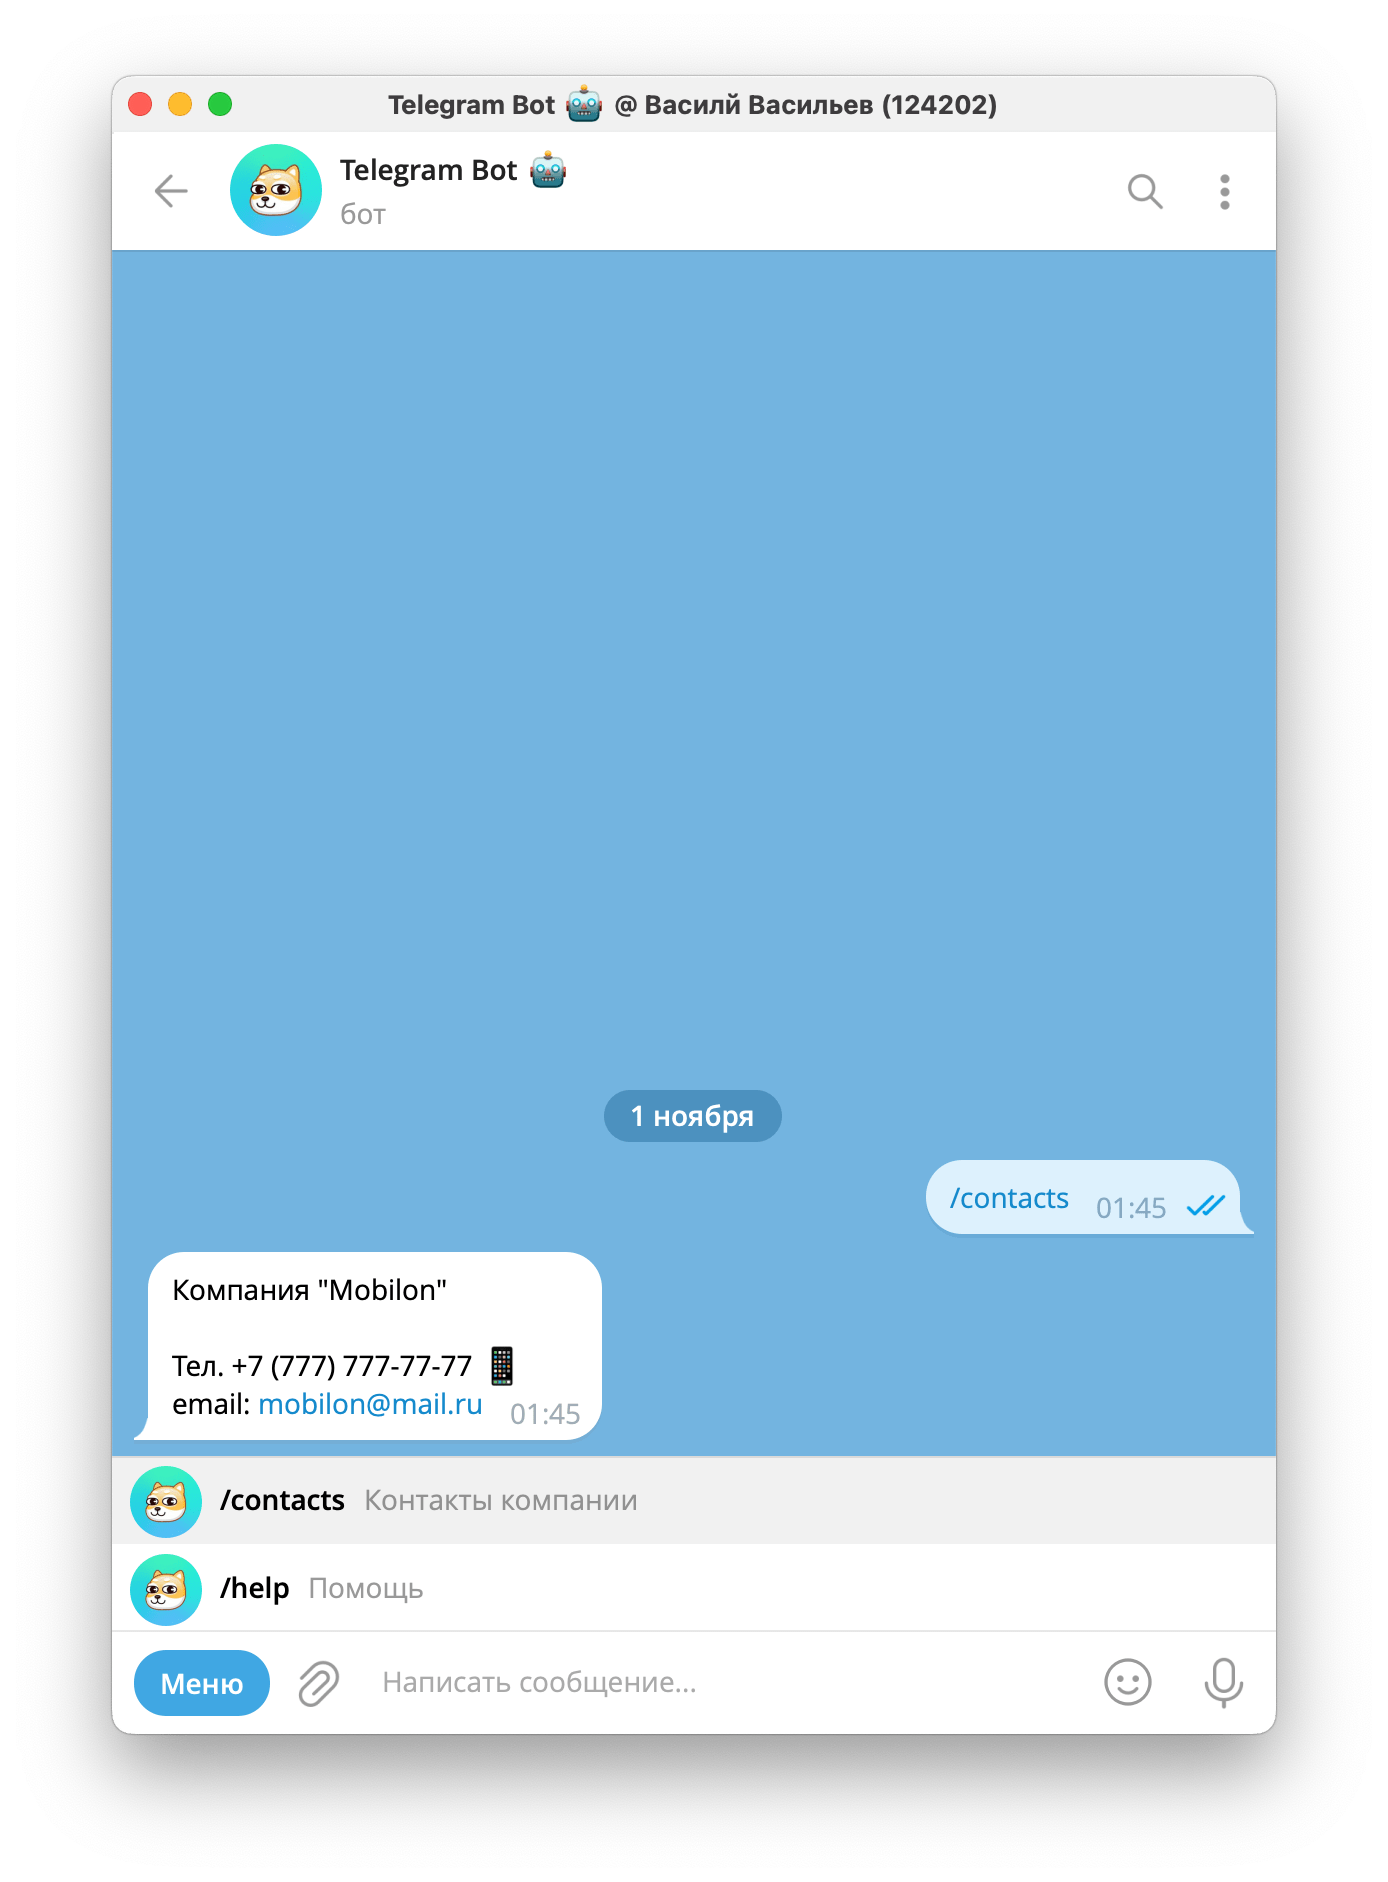 Telegram Bot 🤖 @ Василй Васильев (124202)
Telegram Bot 🤖
бот
1 ноября
/contacts 01:45
Компания "Mobilon"
Тел. +7 (777) 777-77-77 📱
email: mobilon@mail.ru 01:45
/contacts Контакты компании
/help Помощь
Меню Написать сообщение...